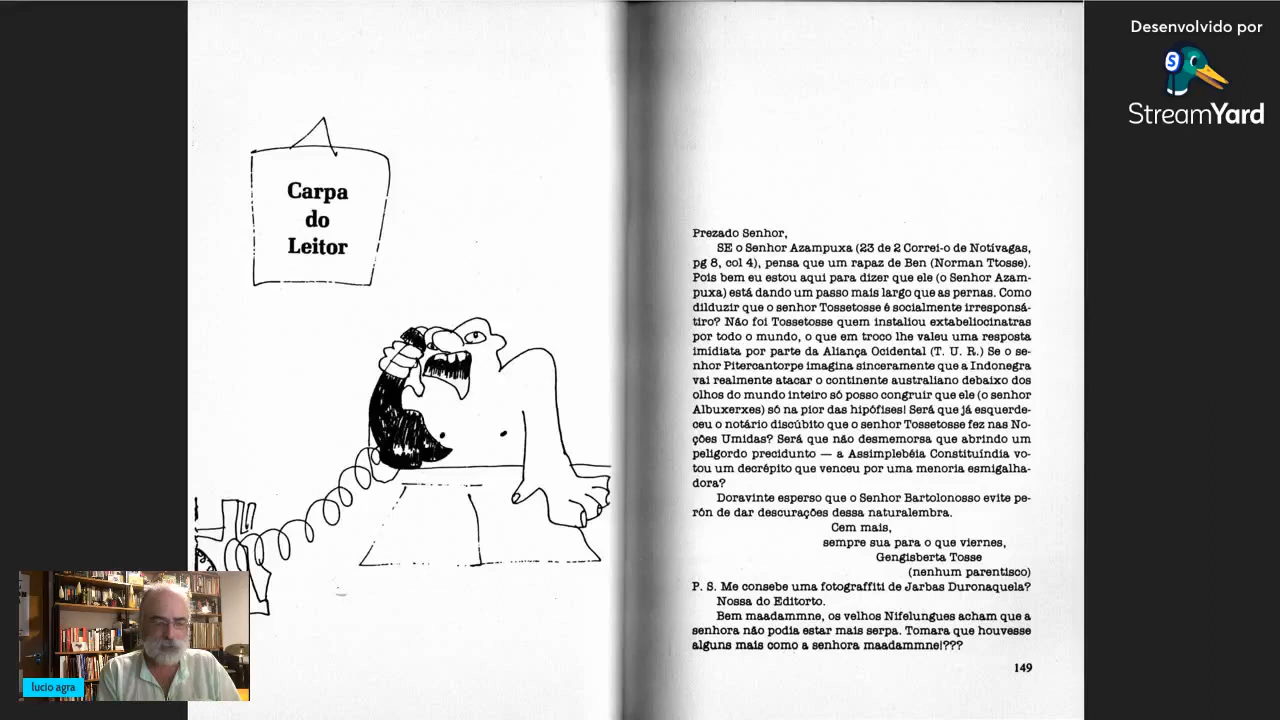 Desenvolvido por
StreamYard
Carpa
do
Leitor
Prezado Senhor,
SE o Senhor Azampuxa (23 de 2 Correi-o de Notívagas,
pg 8, col 4), pensa que um rapaz de Ben (Norman Ttosse).
Pois bem eu estou aqui para dizer que ele (o Senhor Azam-
puxa) está dando um passo mais largo que as pernas. Como
dilduzir que o senhor Tossetosse é socialmente irresponsá-
tiro? Não foi Tossetosse quem instaliou extabeliocinatras
por todo o mundo, o que em troco lhe valeu uma resposta
imídiata por parte da Aliança Ocidental (T. U. R.) Se o se-
nhor Pitercantorpe imagina sinceramente que a Indonegra
vai realmente atacar o continente australiano debaixo dos
olhos do mundo inteiro só posso congruir que ele (o senhor
Albuxerxes) só na pior das hipófises! Será que já esquerde-
ceu o notário discúbito que o senhor Tossetosse fez nas No-
ções Umidas? Será que não desmemorsa que abrindo um
peligordo precidunto — a Assimplebéia Constituíndia vo-
tou um decrépito que venceu por uma menoria esmigalha-
dora?
Doravinte esperso que o Senhor Bartolonosso evite pe-
rón de dar descurações dessa naturalembra.
Cem mais,
sempre sua para o que viernes,
Gengisberta Tosse
(nenhum parentisco)
P. S. Me consebe uma fotograffiti de Jarbas Duronaquela?
Nossa do Editorto.
Bem maadammne, os velhos Nifelungues acham que a
senhora não podia estar mais serpa. Tomara que houvesse
alguns mais como a senhora maadammne!???
149
lucio agra